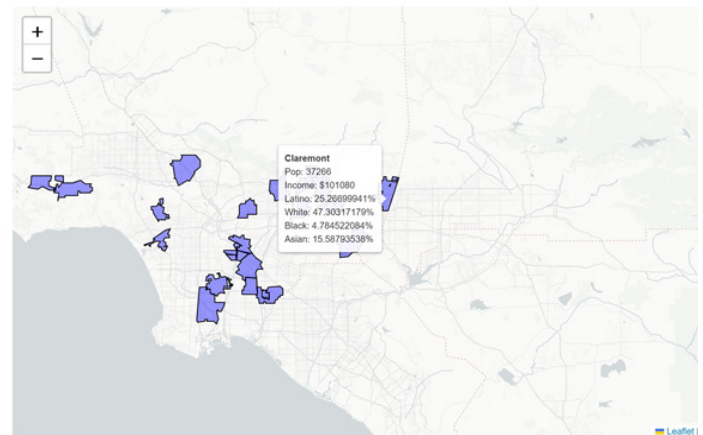 +
−
Claremont
Pop: 37266
Income: $101080
Latino: 25.26699941%
White: 47.30317179%
Black: 4.784522084%
Asian: 15.58793538%
Leaflet |